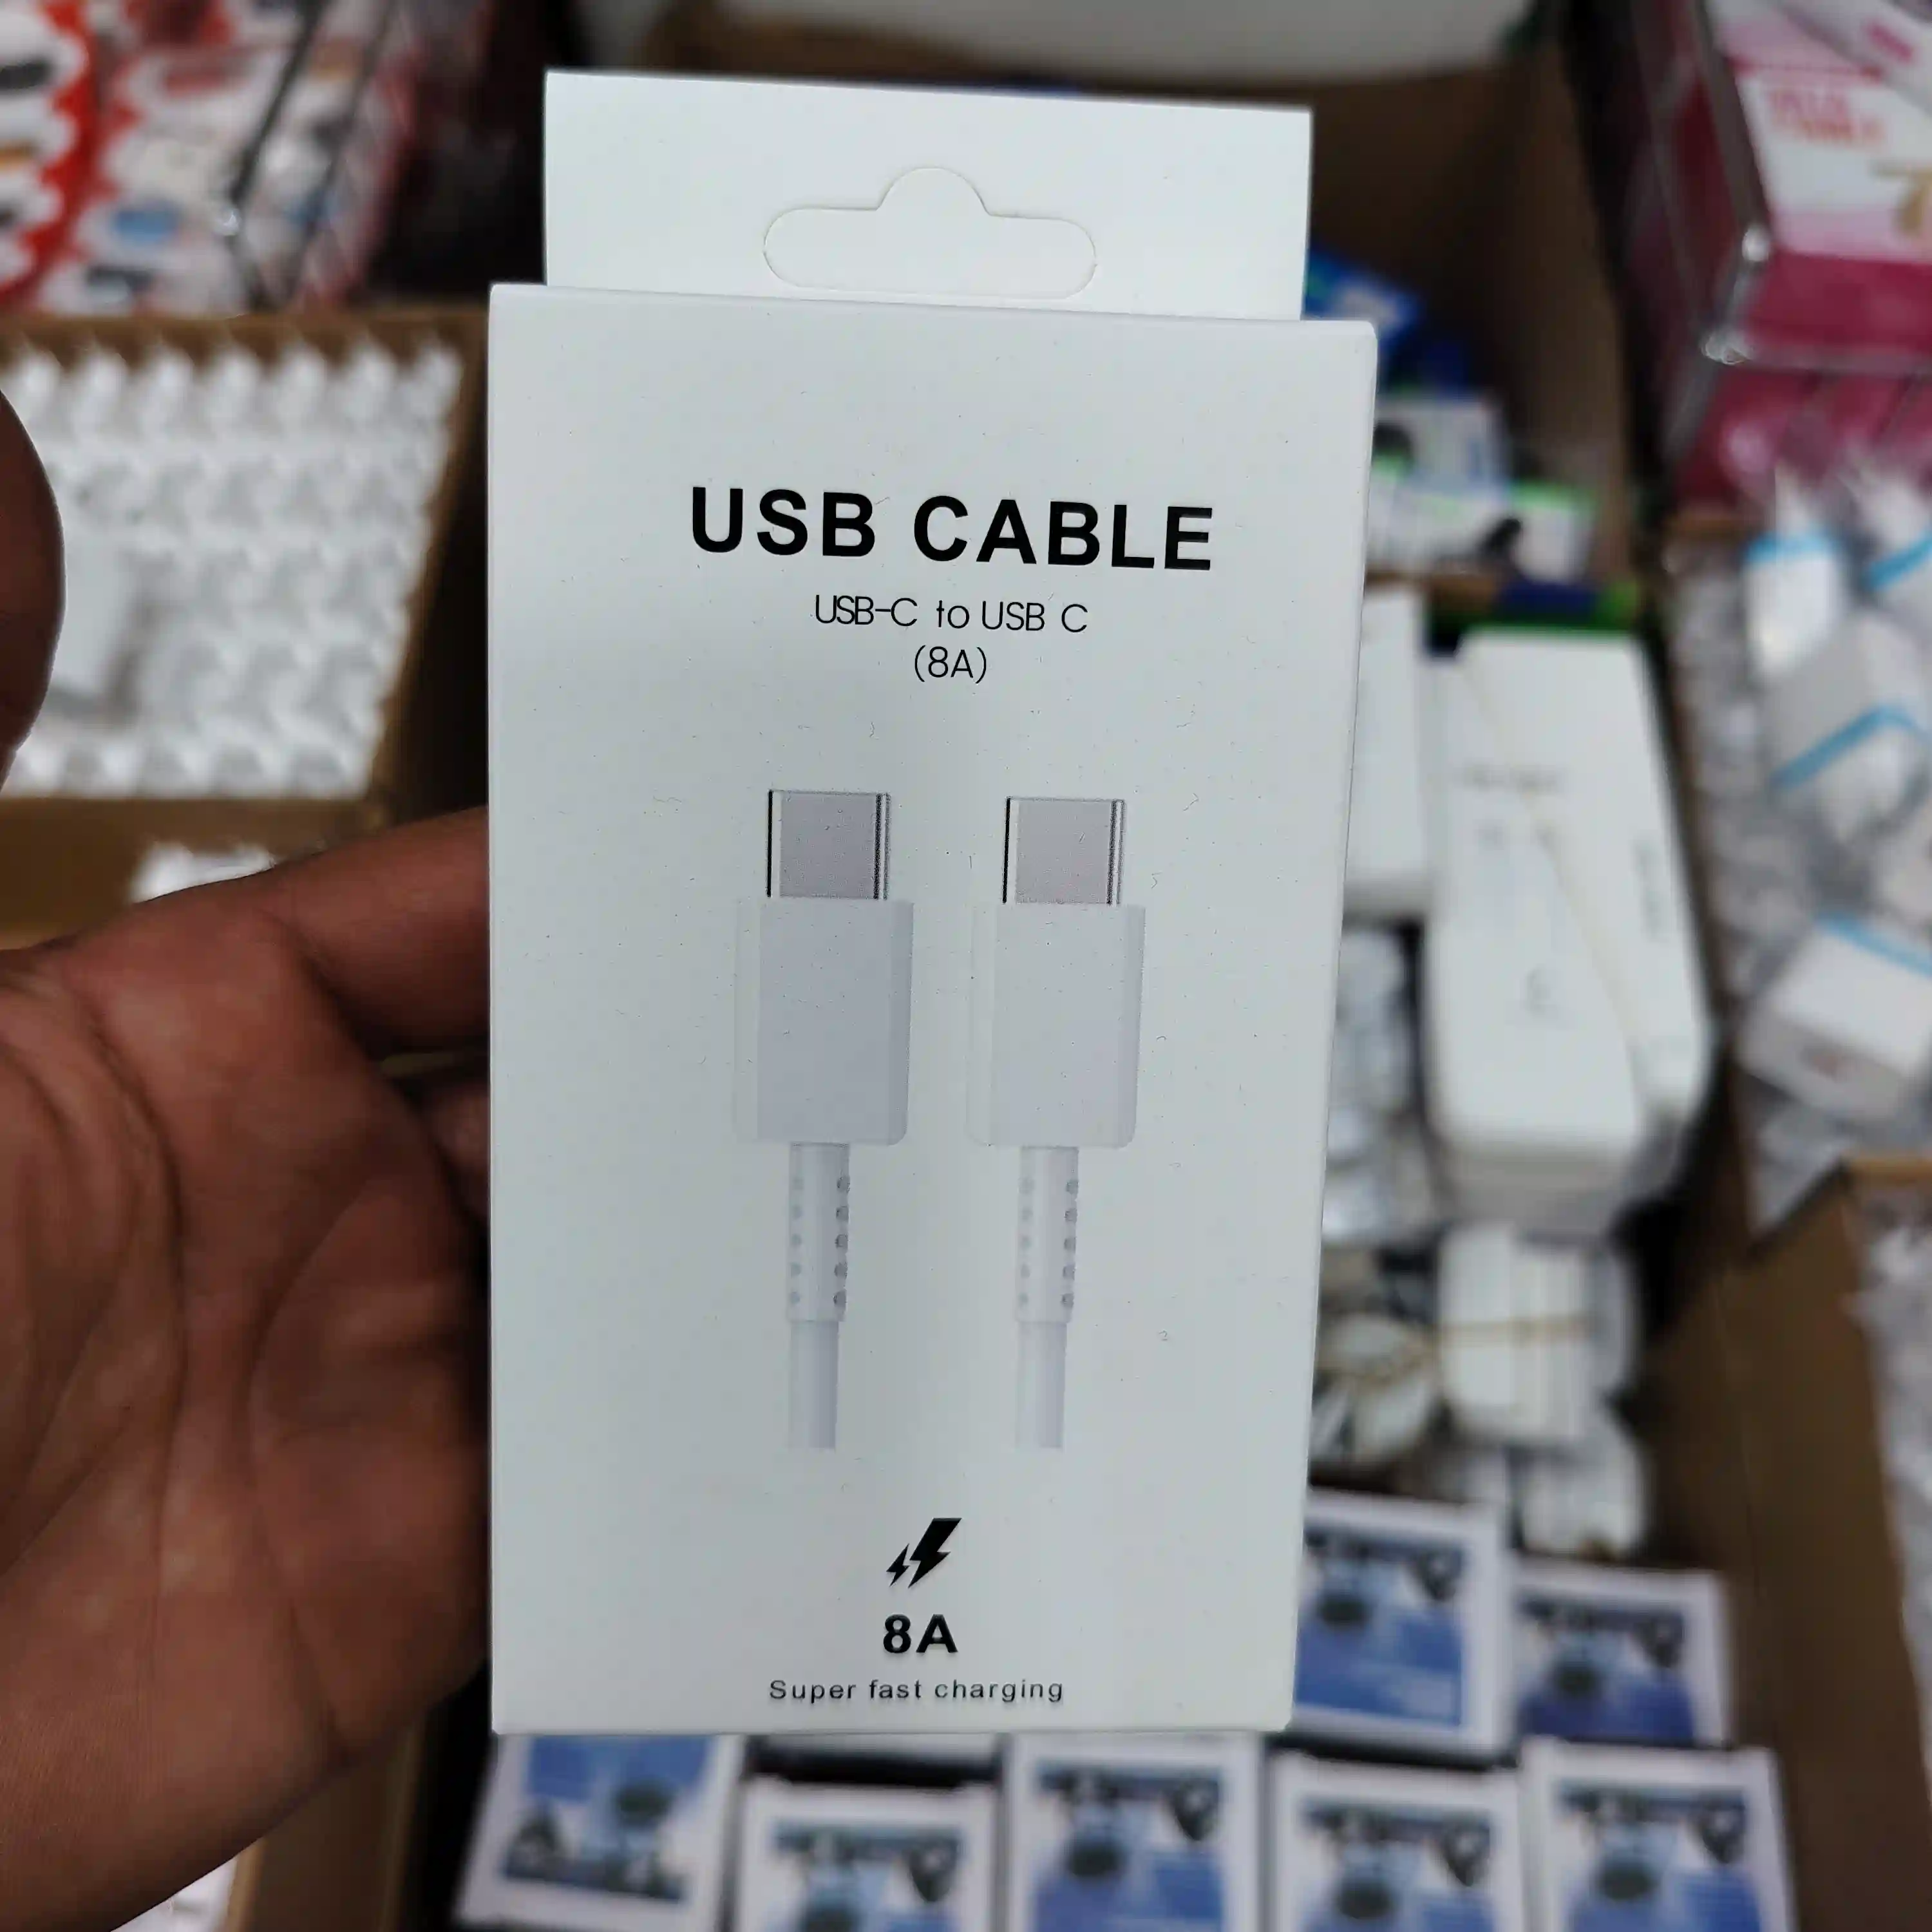 USB CABLE
USB-C to USB C
(8A)
8A
Super fast charging